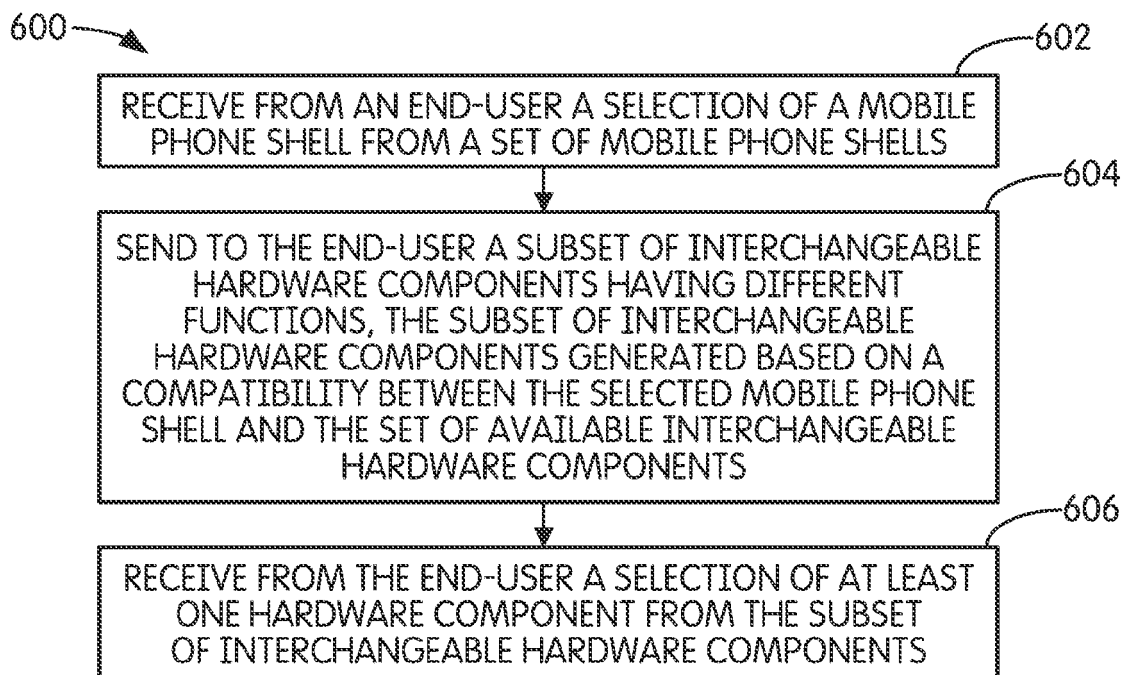 600
602
RECEIVE FROM AN END-USER A SELECTION OF A MOBILE
PHONE SHELL FROM A SET OF MOBILE PHONE SHELLS
604
SEND TO THE END-USER A SUBSET OF INTERCHANGEABLE
HARDWARE COMPONENTS HAVING DIFFERENT
FUNCTIONS, THE SUBSET OF INTERCHANGEABLE
HARDWARE COMPONENTS GENERATED BASED ON A
COMPATIBILITY BETWEEN THE SELECTED MOBILE PHONE
SHELL AND THE SET OF AVAILABLE INTERCHANGEABLE
HARDWARE COMPONENTS
606
RECEIVE FROM THE END-USER A SELECTION OF AT LEAST
ONE HARDWARE COMPONENT FROM THE SUBSET
OF INTERCHANGEABLE HARDWARE COMPONENTS